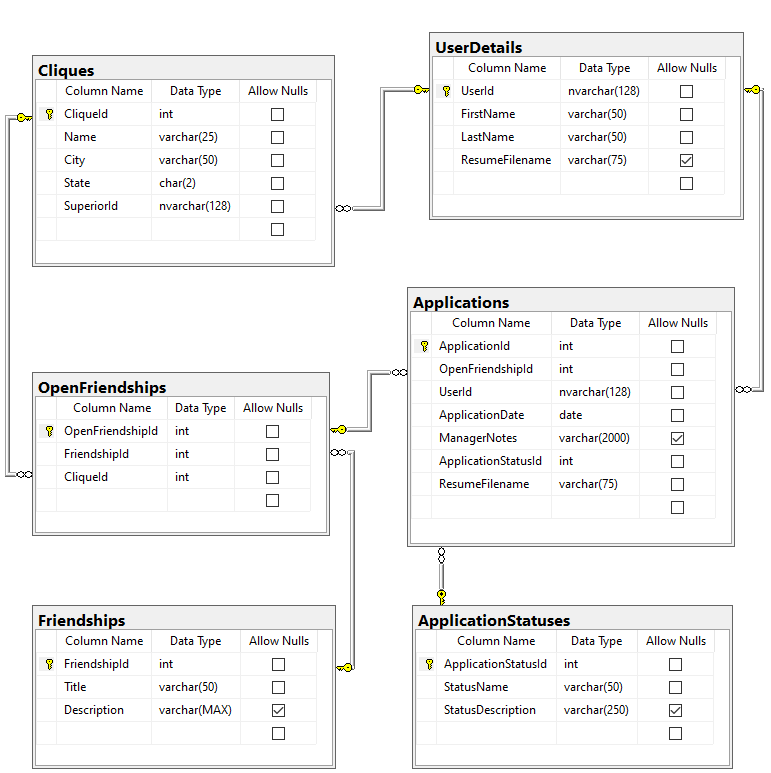 Cliques
Column Name Data Type Allow Nulls
CliqueId int
Name varchar(25)
City varchar(50)
State char(2)
SuperiorId nvarchar(128)
UserDetails
Column Name Data Type Allow Nulls
UserId nvarchar(128)
FirstName varchar(50)
LastName varchar(50)
ResumeFilename varchar(75)
Applications
Column Name Data Type Allow Nulls
ApplicationId int
OpenFriendshipId int
UserId nvarchar(128)
ApplicationDate date
ManagerNotes varchar(2000)
ApplicationStatusId int
ResumeFilename varchar(75)
OpenFriendships
Column Name Data Type Allow Nulls
OpenFriendshipId int
FriendshipId int
CliqueId int
Friendships
Column Name Data Type Allow Nulls
FriendshipId int
Title varchar(50)
Description varchar(MAX)
ApplicationStatuses
Column Name Data Type Allow Nulls
ApplicationStatusId int
StatusName varchar(50)
StatusDescription varchar(250)